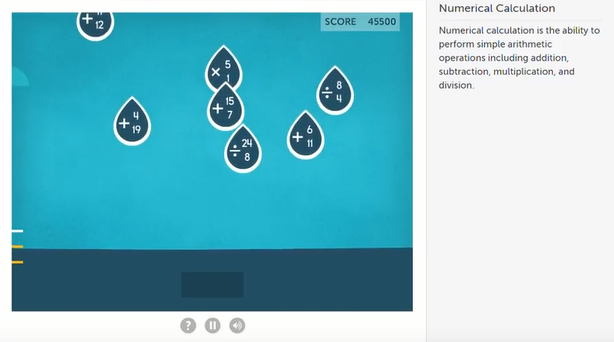 SCORE 45500
+ 12
× 5
1
+ 15
7
÷ 8
4
+ 4
19
÷ 24
8
+ 6
11
?
Numerical Calculation
Numerical calculation is the ability to
perform simple arithmetic
operations including addition,
subtraction, multiplication, and
division.